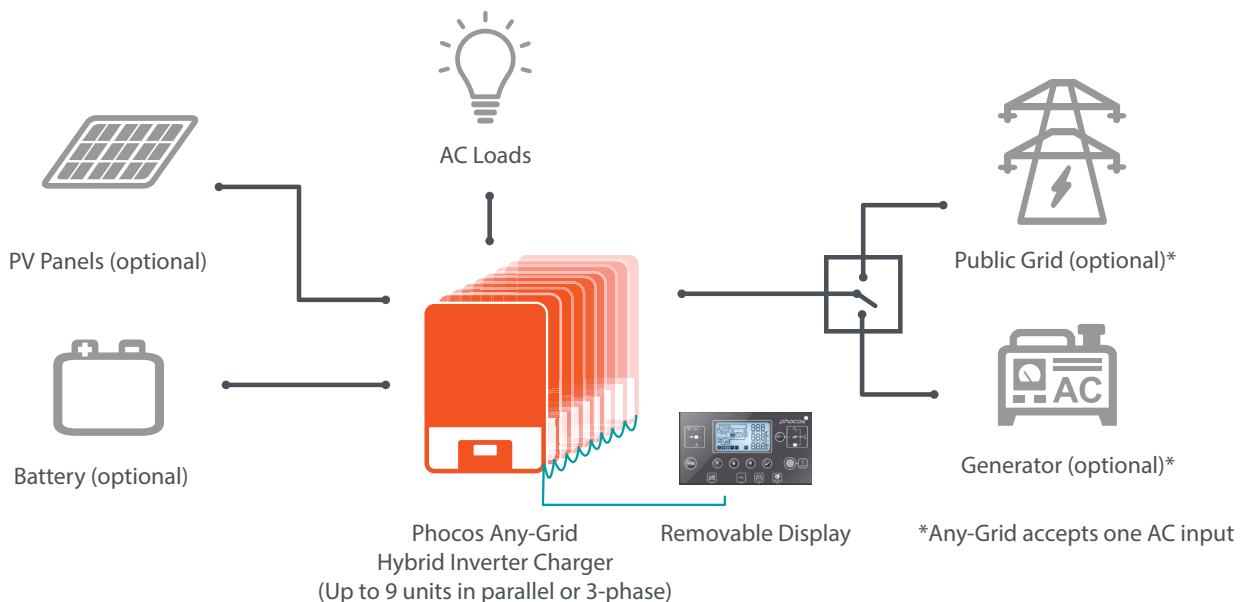 AC Loads
PV Panels (optional)
Public Grid (optional)*
phocos
AC
Battery (optional)
Generator (optional)*
Phocos Any-Grid
Hybrid Inverter Charger
(Up to 9 units in parallel or 3-phase)
Removable Display
*Any-Grid accepts one AC input